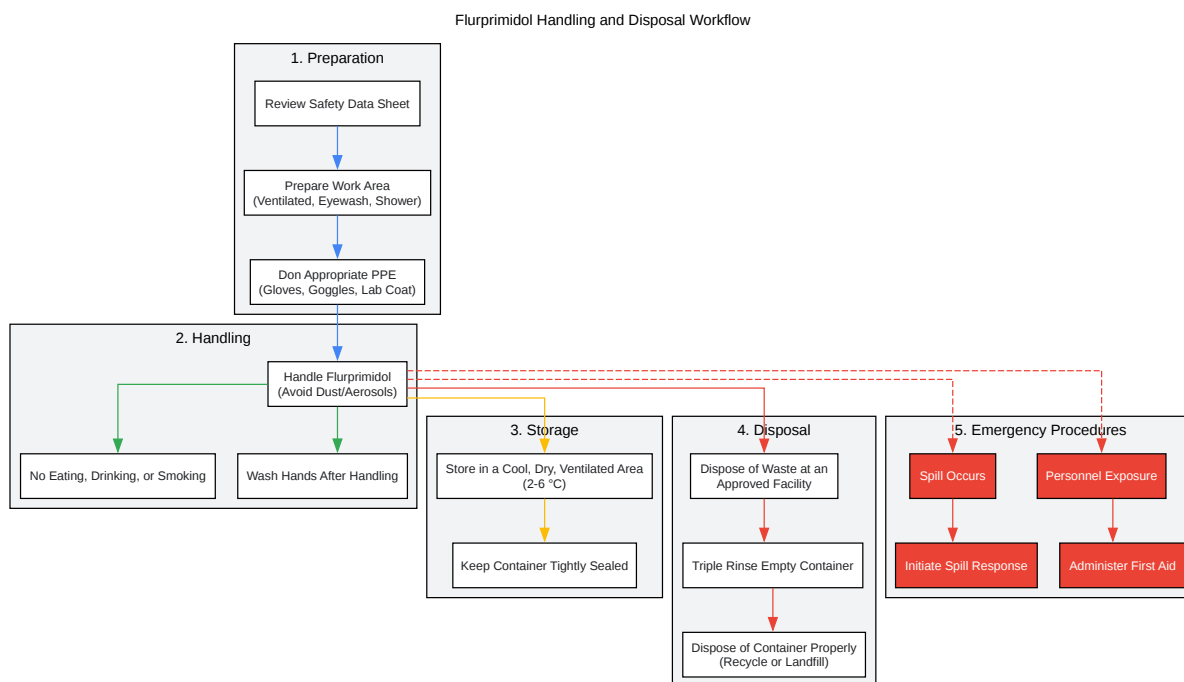 Flurprimidol Handling and Disposal Workflow
1. Preparation
Review Safety Data Sheet
Prepare Work Area
(Ventilated, Eyewash, Shower)
Don Appropriate PPE
(Gloves, Goggles, Lab Coat)
2. Handling
Handle Flurprimidol
(Avoid Dust/Aerosols)
No Eating, Drinking, or Smoking
Wash Hands After Handling
3. Storage
Store in a Cool, Dry, Ventilated Area
(2-6 °C)
Keep Container Tightly Sealed
4. Disposal
Dispose of Waste at an
Approved Facility
Triple Rinse Empty Container
Dispose of Container Properly
(Recycle or Landfill)
5. Emergency Procedures
Spill Occurs
Personnel Exposure
Initiate Spill Response
Administer First Aid